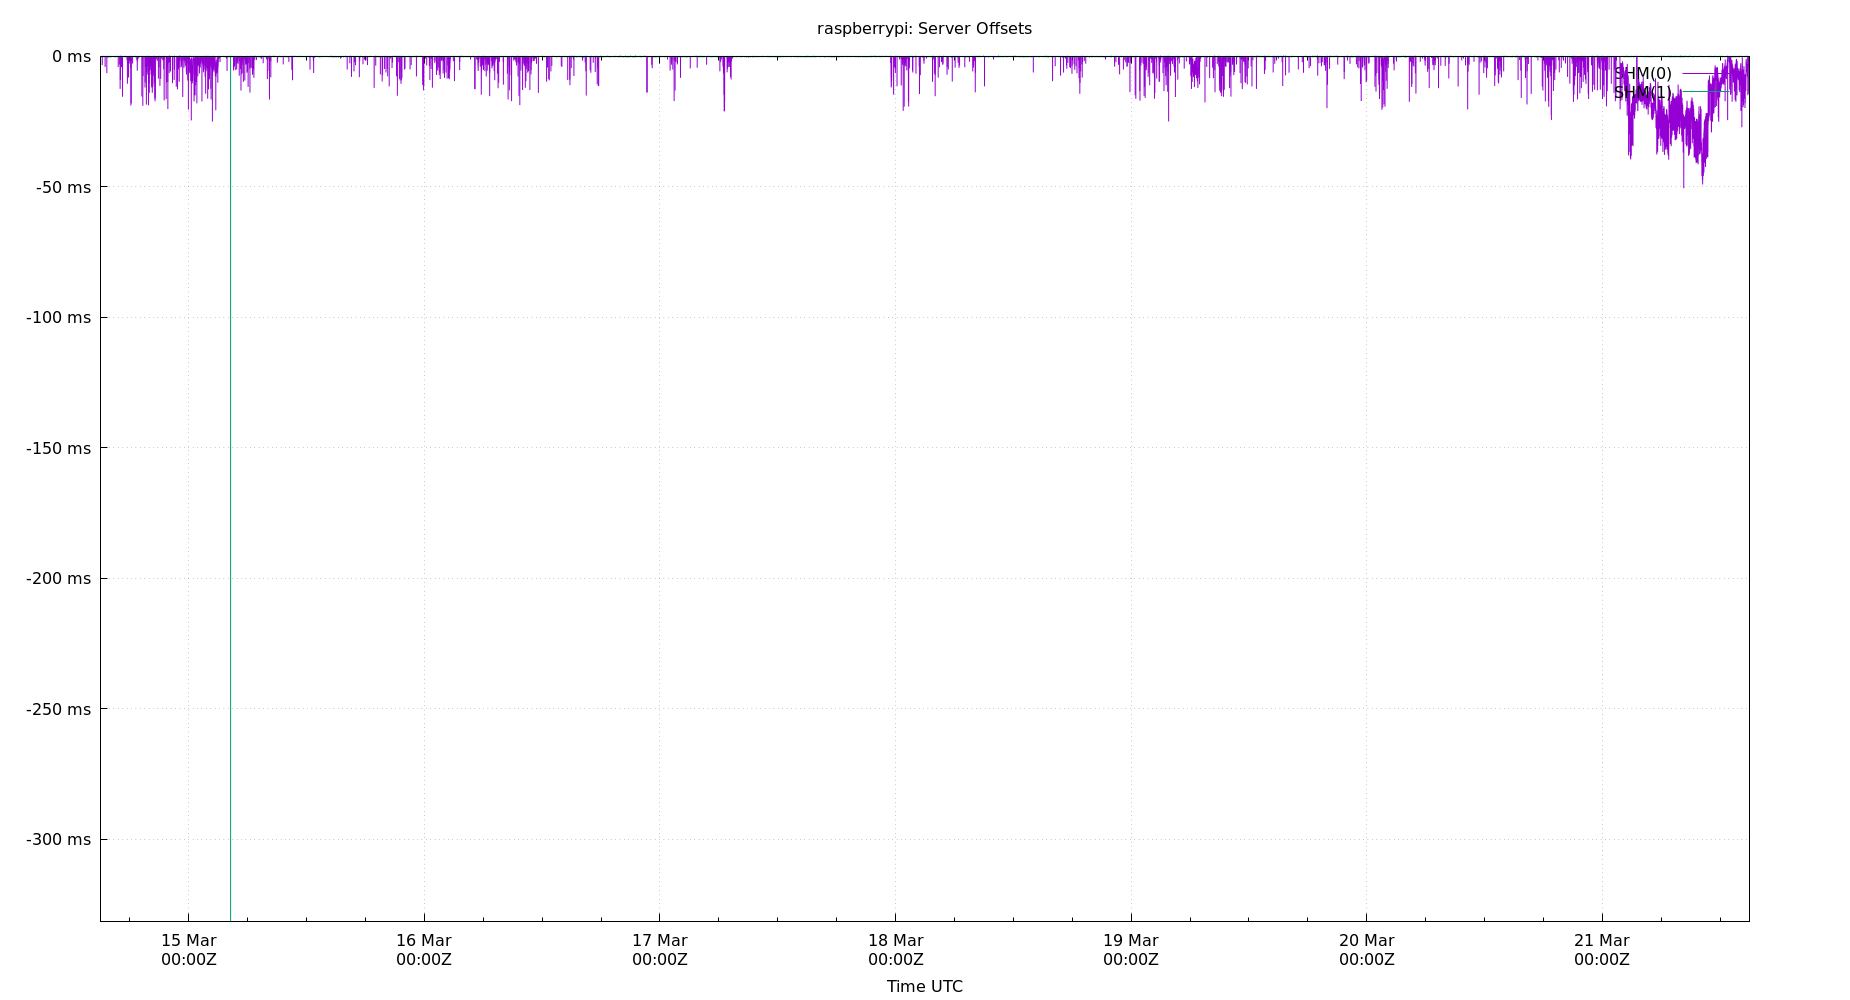 raspberrypi: Server Offsets
0 ms
-50 ms
-100 ms
-150 ms
-200 ms
-250 ms
-300 ms
SHM(0)
SHM(1)
15 Mar 16 Mar 17 Mar 18 Mar 19 Mar 20 Mar 21 Mar
00:00Z 00:00Z 00:00Z 00:00Z 00:00Z 00:00Z 00:00Z
Time UTC